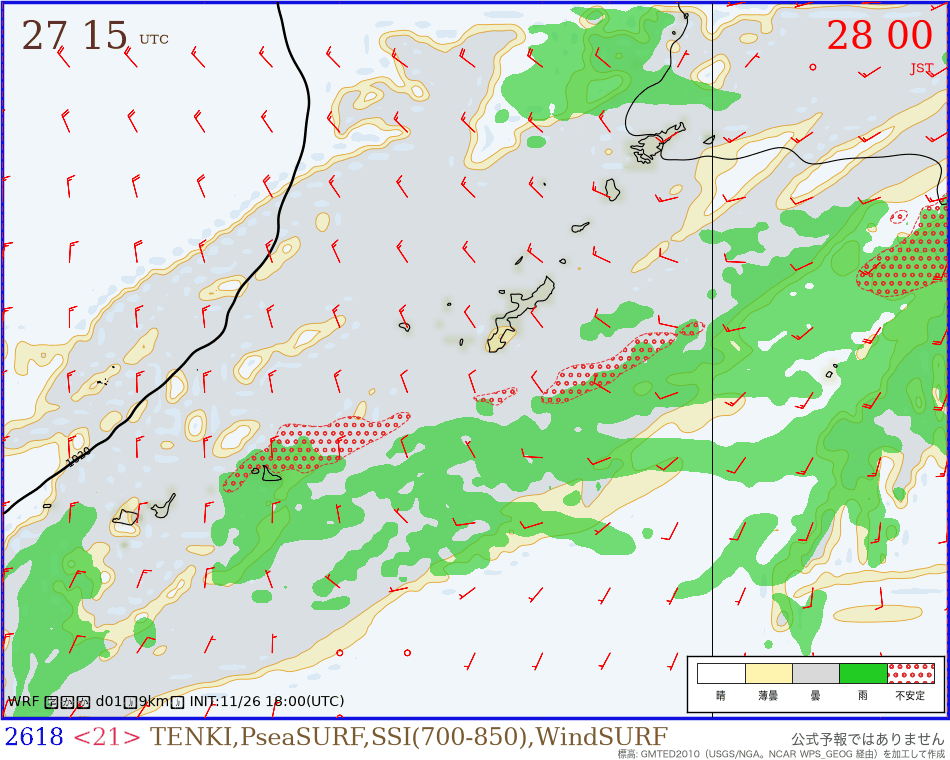 27 15 UTC
28 00
JST
1020
WRF d01 9km INIT:11/26 18:00(UTC)
晴 薄曇 曇 雨 不安定
2618 <21> TENKI,PseaSURF,SSI(700-850),WindSURF
公式予報ではありません
標高: GMTED2010（USGS/NGA。NCAR WPS_GEOG 経由）を加工して作成